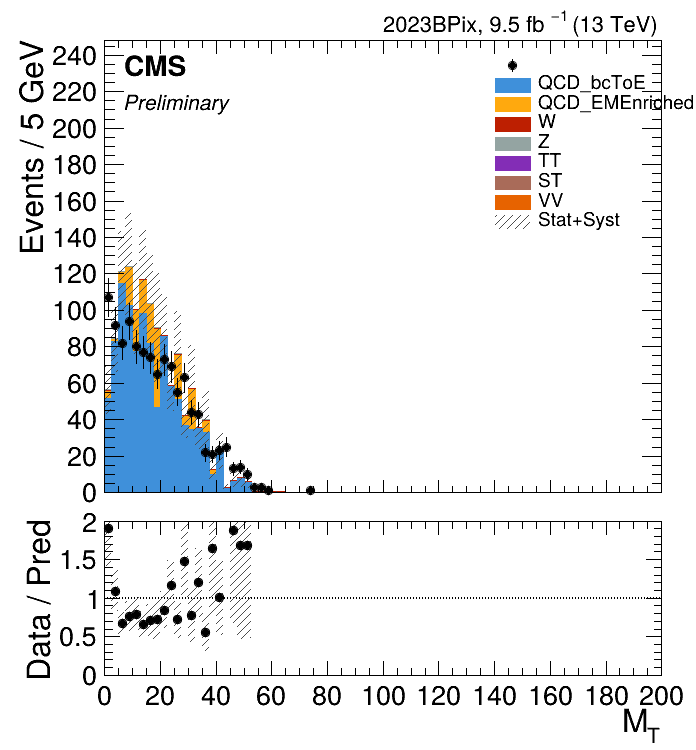 2023BPix, 9.5 fb⁻¹ (13 TeV)
CMS
Preliminary
QCD_bcToE
QCD_EMEnriched
W
Z
TT
ST
VV
Stat+Syst
Events / 5 GeV
240
220
200
180
160
140
120
100
80
60
40
20
0
Data / Pred
2
1.5
1
0.5
0
0 20 40 60 80 100 120 140 160 180 200
M_T